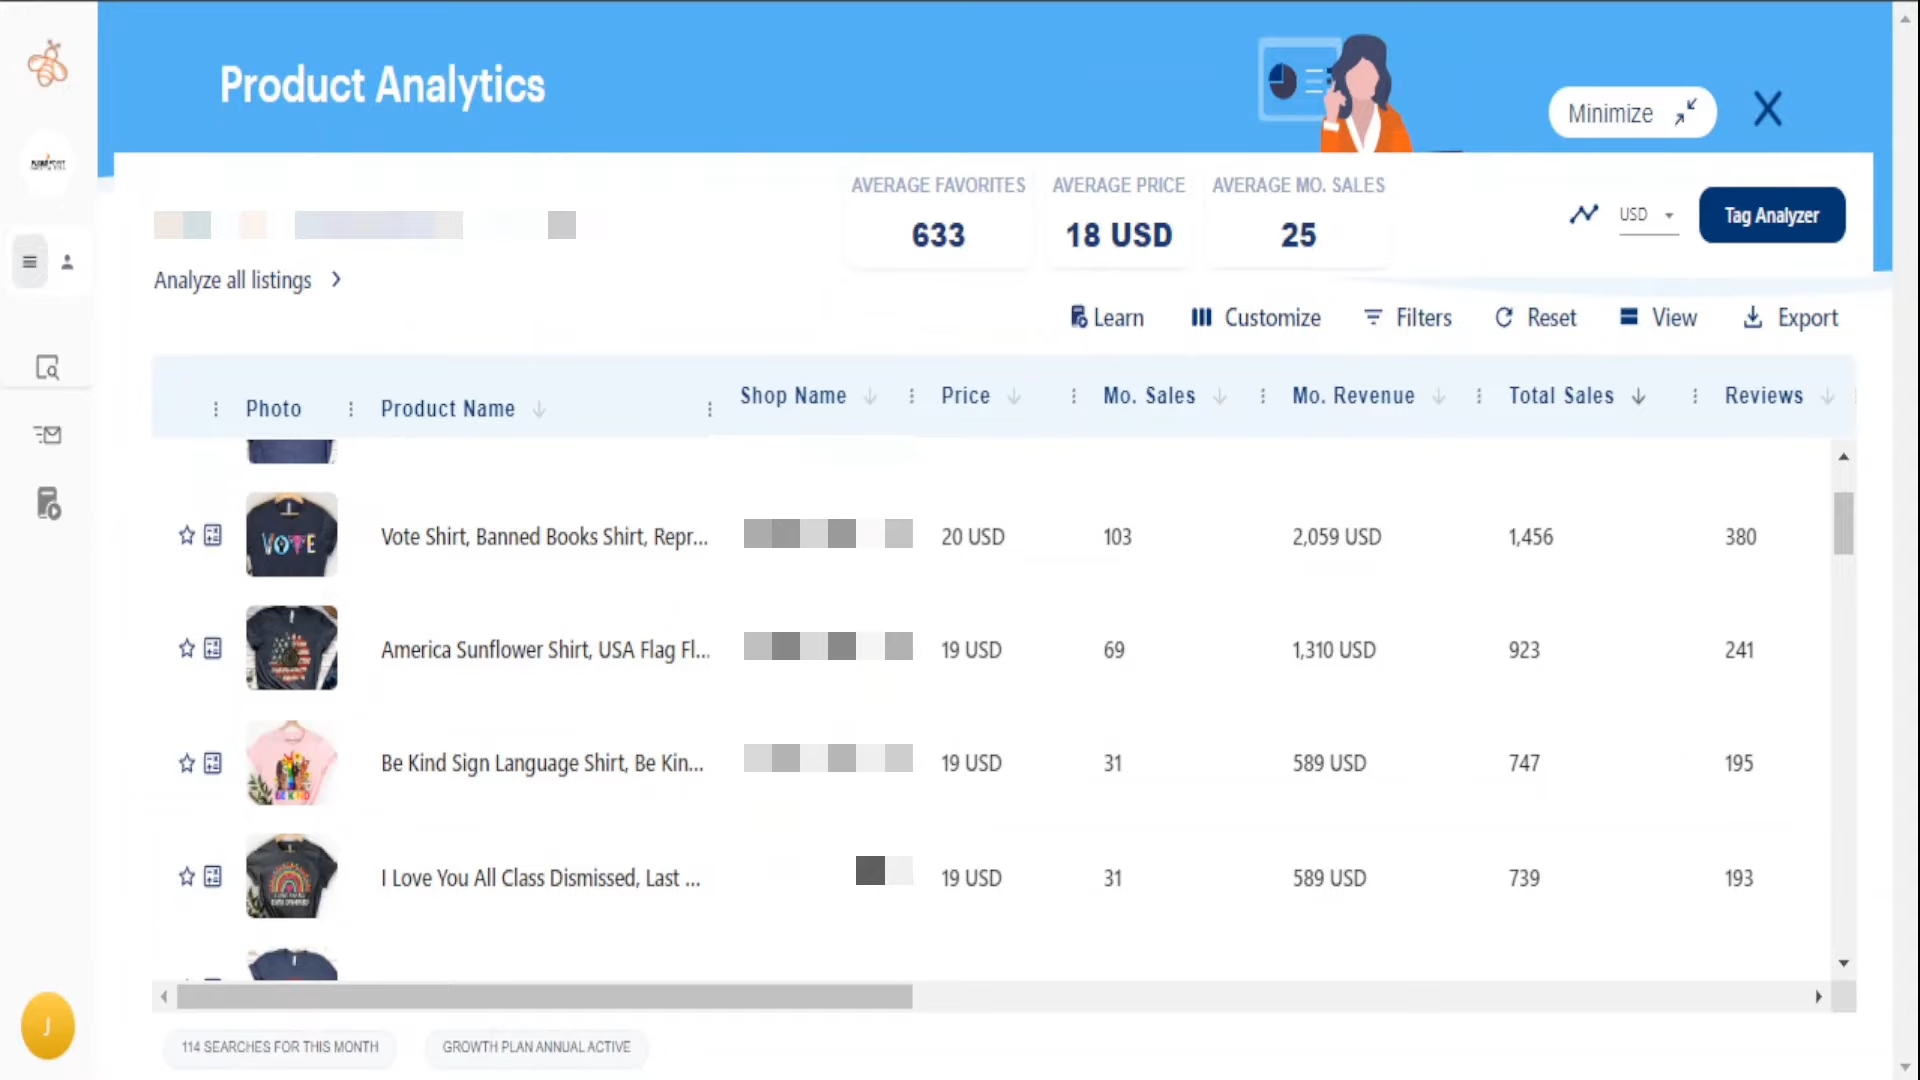 Product Analytics
Minimize
AVERAGE FAVORITES
633
AVERAGE PRICE
18 USD
AVERAGE MO. SALES
25
USD
Tag Analyzer
Analyze all listings
Learn
Customize
Filters
Reset
View
Export
Photo
Product Name
Shop Name
Price
Mo. Sales
Mo. Revenue
Total Sales
Reviews
VOTE
Vote Shirt, Banned Books Shirt, Repr...
20 USD
103
2,059 USD
1,456
380
America Sunflower Shirt, USA Flag Fl...
19 USD
69
1,310 USD
923
241
BE KIND
Be Kind Sign Language Shirt, Be Kin...
19 USD
31
589 USD
747
195
I Love You All Class Dismissed, Last ...
19 USD
31
589 USD
739
193
J
114 SEARCHES FOR THIS MONTH
GROWTH PLAN ANNUAL ACTIVE